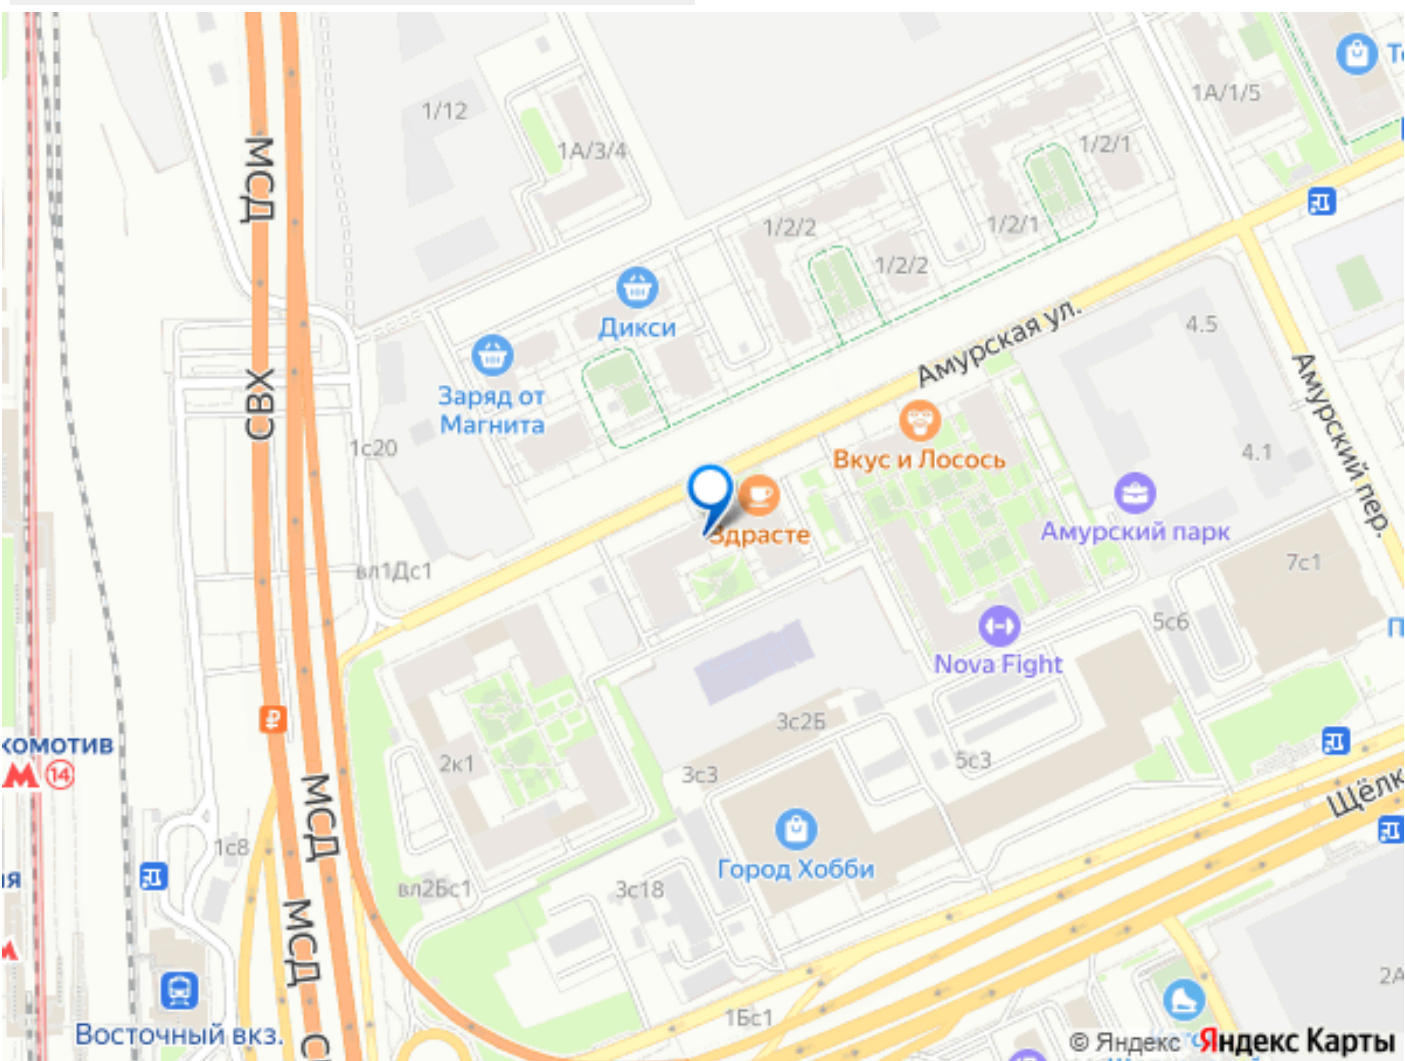 1/12
1А/3/4
1А/1/5
1/2/1
1/2/1
1/2/2
1/2/2
МСД
Дикси
Заряд от
Магнита
СВХ
1с20
Амурская ул.
4.5
Амурский пер.
4.1
Вкус и Лосось
Здрасте
Амурский парк
7с1
вл1Дс1
5с6
Nova Fight
3с2Б
5с3
3с3
2к1
комотив
14
МСД
Щёлк
Город Хобби
1с8
вл2Бс1
3с18
МСД
Восточный вкз.
1Бс1
© Яндекс Яндекс Карты